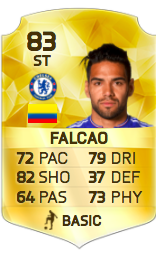 83
ST
FALCAO
72 PAC 79 DRI
82 SHO 37 DEF
64 PAS 73 PHY
BASIC